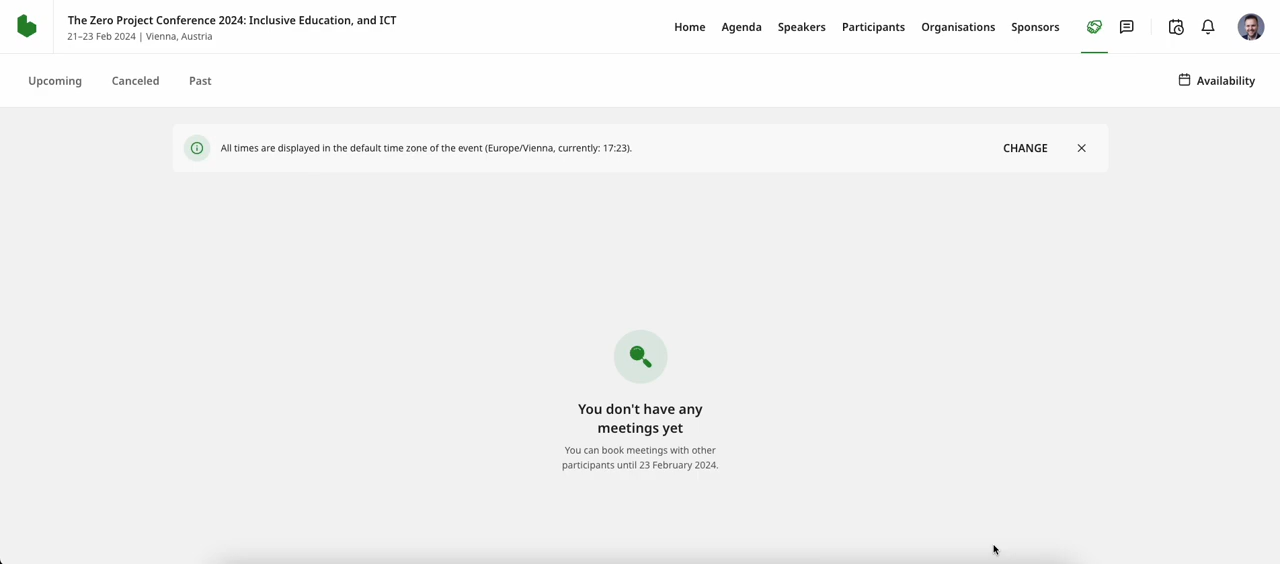 The Zero Project Conference 2024: Inclusive Education, and ICT
21–23 Feb 2024 | Vienna, Austria
Home
Agenda
Speakers
Participants
Organisations
Sponsors
Upcoming
Canceled
Past
Availability
All times are displayed in the default time zone of the event (Europe/Vienna, currently: 17:23).
CHANGE
You don't have any
meetings yet
You can book meetings with other
participants until 23 February 2024.